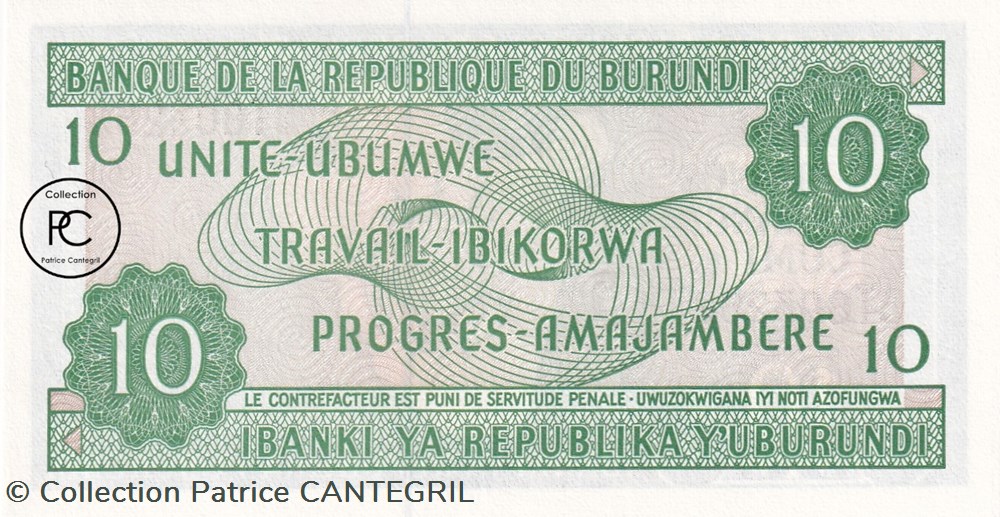 BANQUE DE LA REPUBLIQUE DU BURUNDI
10
10
UNITE-UBUMWE
Collection
PC
Patrice Cantegril
TRAVAIL-IBIKORWA
PROGRES-AMAJAMBERE
10
10
LE CONTREFACTEUR EST PUNI DE SERVITUDE PENALE · UWUZOKWIGANA IYI NOTI AZOFUNGWA
IBANKI YA REPUBLIKA Y'UBURUNDI
© Collection Patrice CANTEGRIL